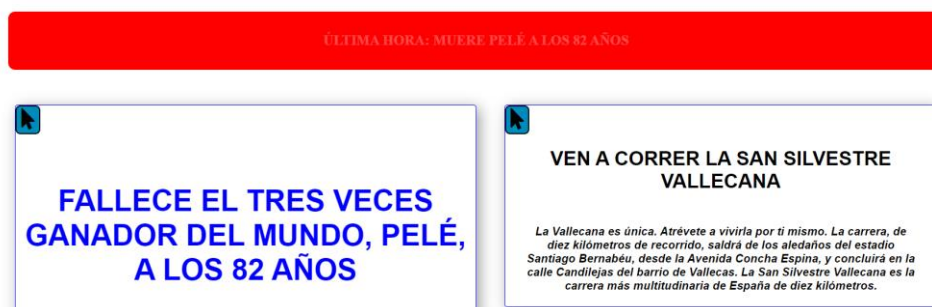 ÚLTIMA HORA: MUERE PELÉ A LOS 82 AÑOS
FALLECE EL TRES VECES
GANADOR DEL MUNDO, PELÉ,
A LOS 82 AÑOS
VEN A CORRER LA SAN SILVESTRE
VALLECANA
La Vallecana es única. Atrévete a vivirla por ti mismo. La carrera, de
diez kilómetros de recorrido, saldrá de los aledaños del estadio
Santiago Bernabéu, desde la Avenida Concha Espina, y concluirá en la
calle Candilejas del barrio de Vallecas. La San Silvestre Vallecana es la
carrera más multitudinaria de España de diez kilómetros.